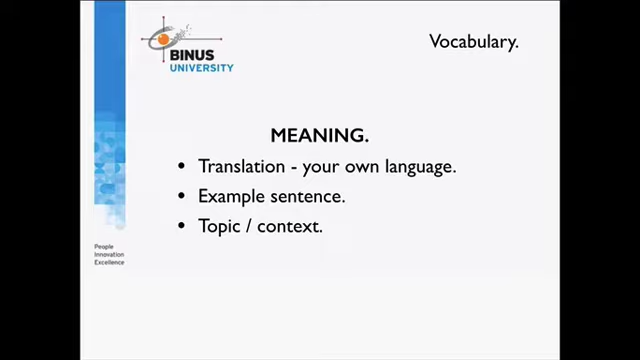 Vocabulary.
BINUS
UNIVERSITY
MEANING.
• Translation - your own language.
• Example sentence.
• Topic / context.
People
Innovation
Excellence